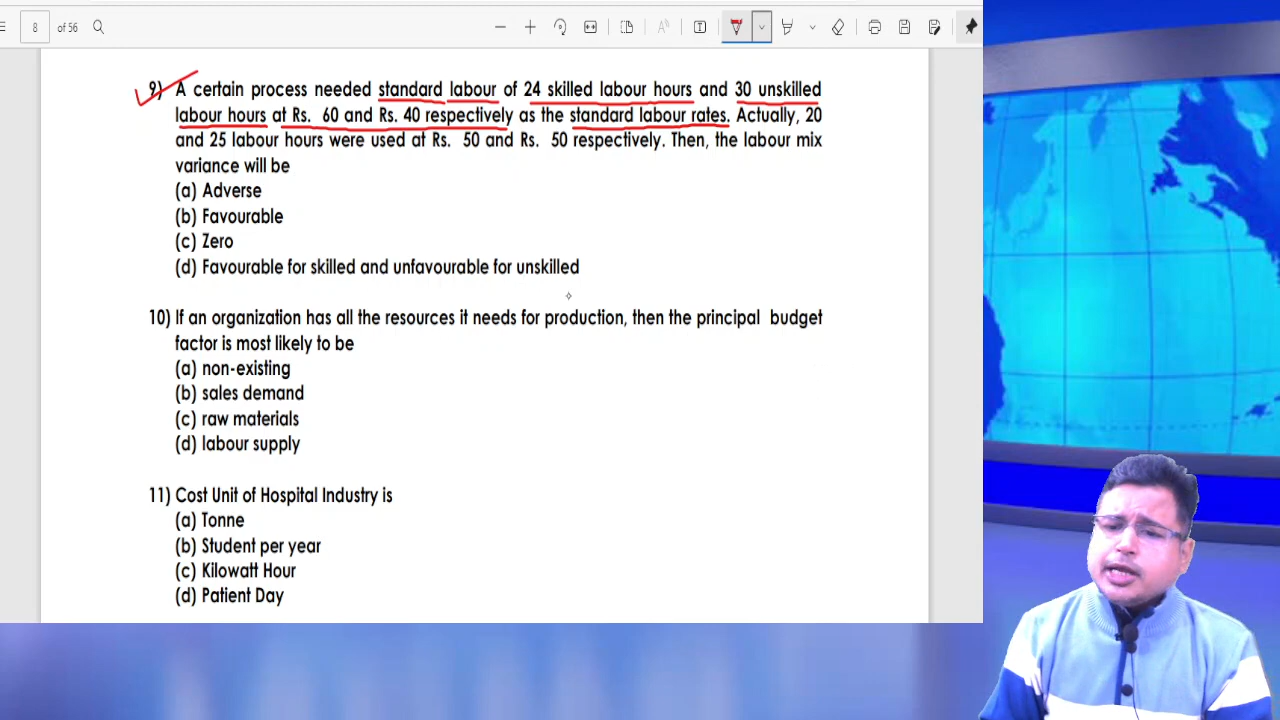 8 of 56
9) A certain process needed standard labour of 24 skilled labour hours and 30 unskilled
labour hours at Rs. 60 and Rs. 40 respectively as the standard labour rates. Actually, 20
and 25 labour hours were used at Rs. 50 and Rs. 50 respectively. Then, the labour mix
variance will be
(a) Adverse
(b) Favourable
(c) Zero
(d) Favourable for skilled and unfavourable for unskilled
10) If an organization has all the resources it needs for production, then the principal budget
factor is most likely to be
(a) non-existing
(b) sales demand
(c) raw materials
(d) labour supply
11) Cost Unit of Hospital Industry is
(a) Tonne
(b) Student per year
(c) Kilowatt Hour
(d) Patient Day